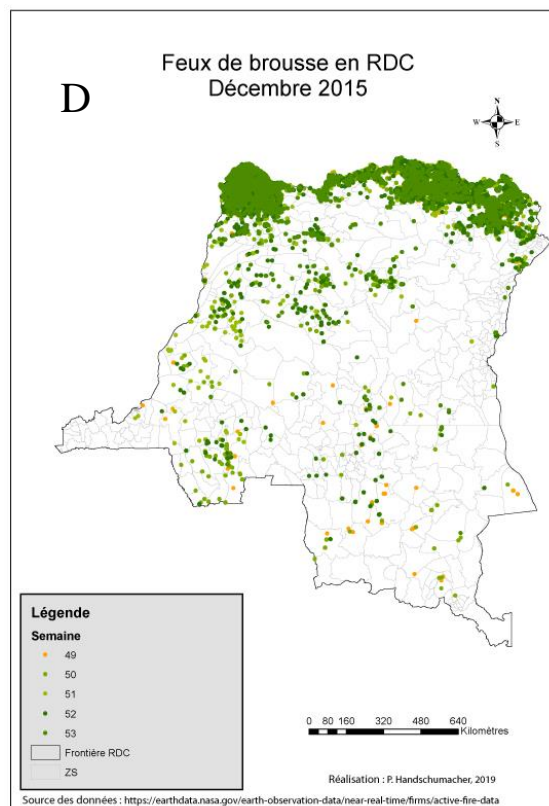 Feux de brousse en RDC
Décembre 2015
D
N
W E
S
Légende
Semaine
49
50
51
52
53
Frontière RDC
ZS
0 80 160 320 480 640
Kilomètres
Réalisation : P. Handschumacher, 2019
Source des données : https://earthdata.nasa.gov/earth-observation-data/near-real-time/firms/active-fire-data